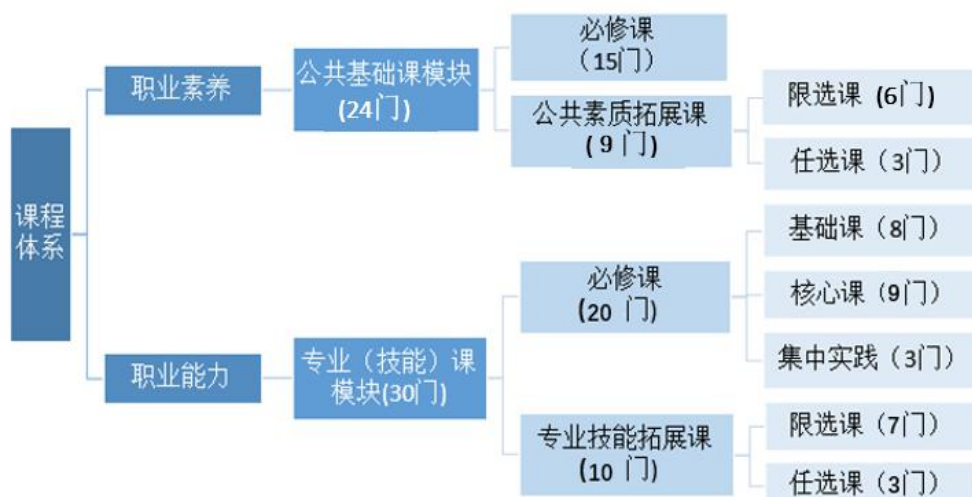 课程
体系
职业素养
公共基础课模块
(24门)
必修课
（15门）
公共素质拓展课
( 9 门)
限选课 (6门)
任选课（3门）
职业能力
专业（技能）课
模块(30门)
必修课
(20 门)
基础课（8门）
核心课（9门）
集中实践（3门）
专业技能拓展课
(10 门)
限选课（7门）
任选课（3门）